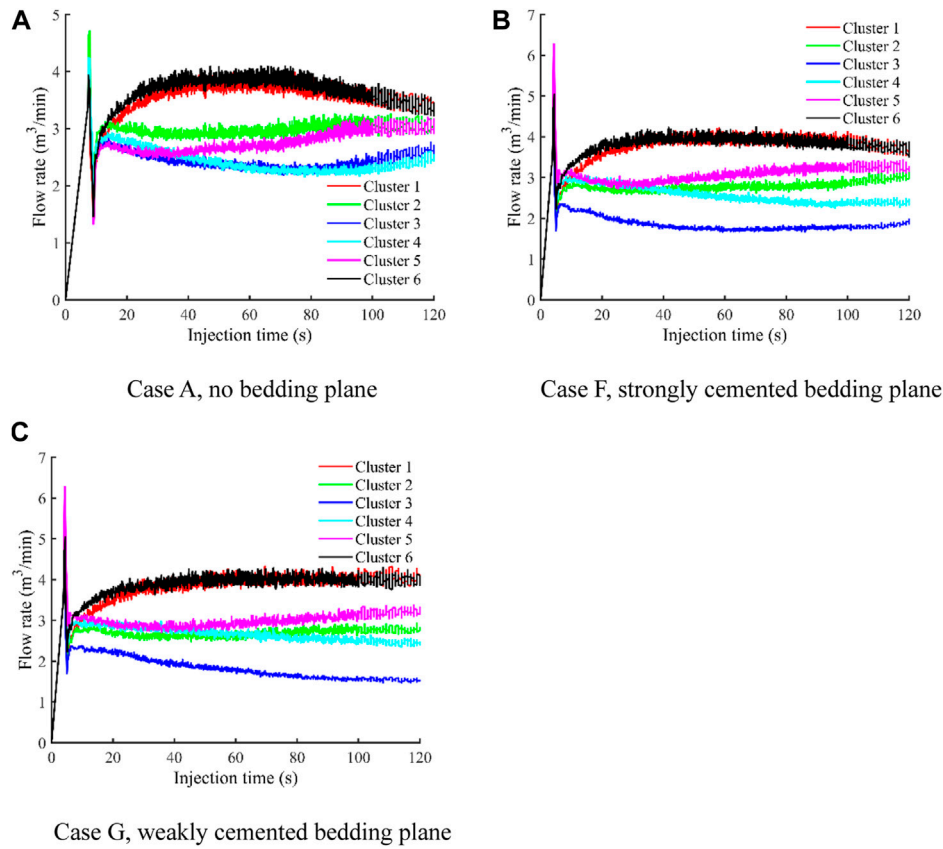 A
Flow rate (m³/min)
5
4
3
2
1
0
0 20 40 60 80 100 120
Injection time (s)
Cluster 1
Cluster 2
Cluster 3
Cluster 4
Cluster 5
Cluster 6
Case A, no bedding plane
B
Flow rate (m³/min)
7
6
5
4
3
2
1
0
0 20 40 60 80 100 120
Injection time (s)
Cluster 1
Cluster 2
Cluster 3
Cluster 4
Cluster 5
Cluster 6
Case F, strongly cemented bedding plane
C
Flow rate (m³/min)
7
6
5
4
3
2
1
0
0 20 40 60 80 100 120
Injection time (s)
Cluster 1
Cluster 2
Cluster 3
Cluster 4
Cluster 5
Cluster 6
Case G, weakly cemented bedding plane